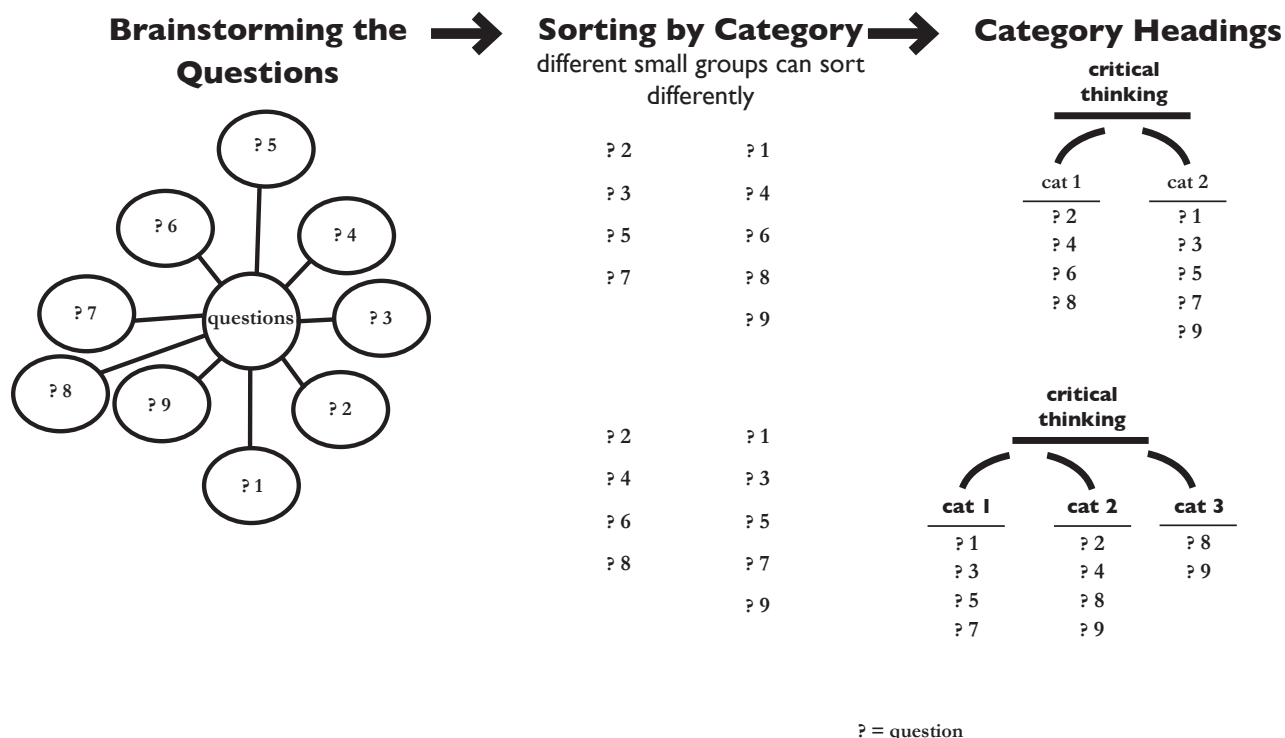 Brainstorming the
Questions
? 5
? 6
? 4
? 7
questions
? 3
? 8
? 9
? 2
? 1
Sorting by Category
different small groups can sort
differently
? 2 ? 1
? 3 ? 4
? 5 ? 6
? 7 ? 8
? 9
? 2 ? 1
? 4 ? 3
? 6 ? 5
? 8 ? 7
? 9
Category Headings
critical
thinking
cat 1 cat 2
? 2 ? 1
? 4 ? 3
? 6 ? 5
? 8 ? 7
? 9
critical
thinking
cat 1 cat 2 cat 3
? 1 ? 2 ? 8
? 3 ? 4 ? 9
? 5 ? 8
? 7 ? 9
? = question